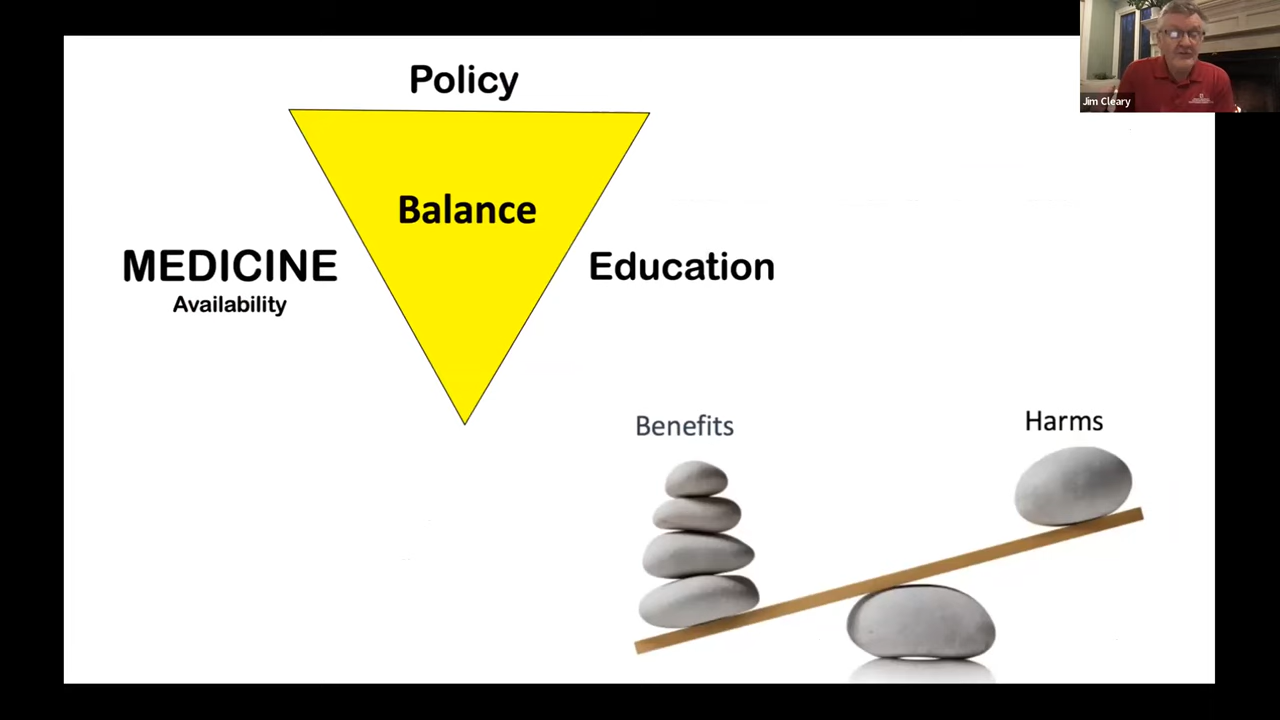 Policy
Balance
MEDICINE
Availability
Education
Benefits
Harms
Jim Cleary